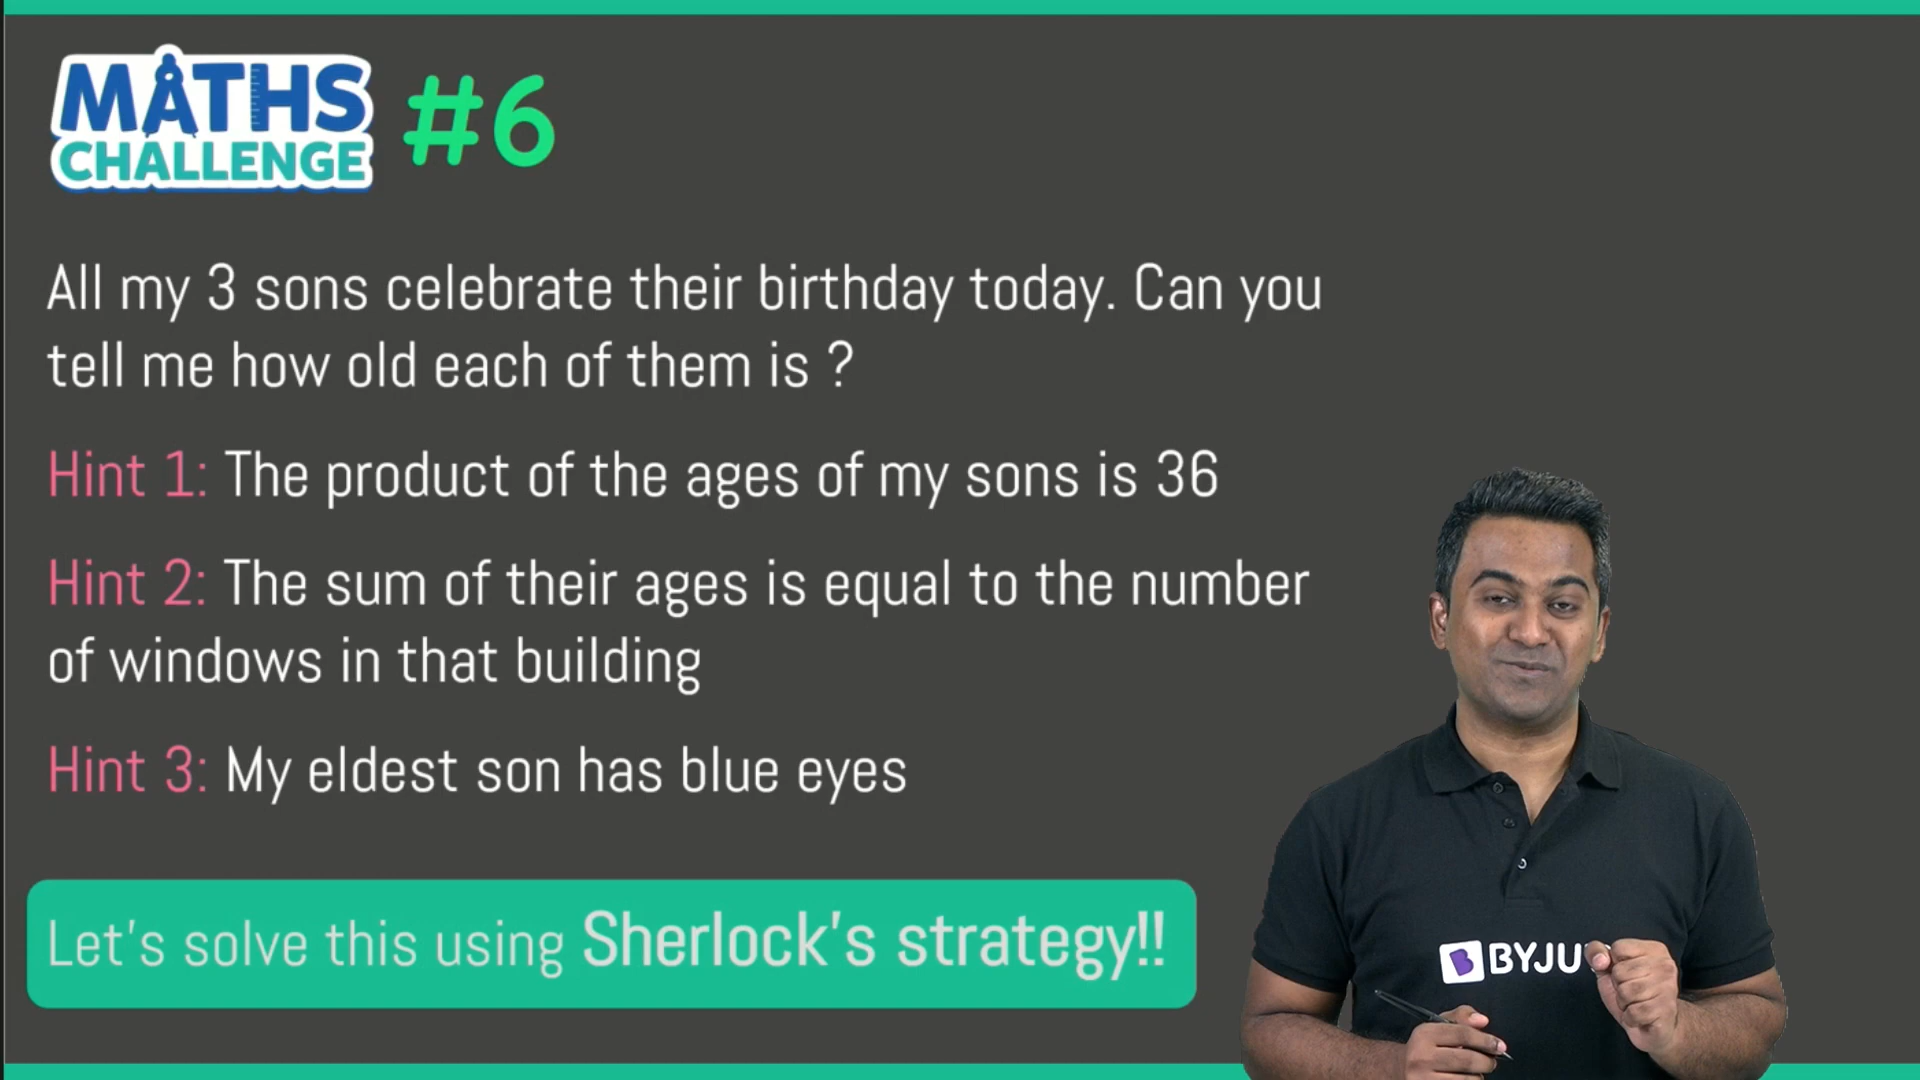 MATHS
CHALLENGE
#6
All my 3 sons celebrate their birthday today. Can you
tell me how old each of them is ?
Hint 1: The product of the ages of my sons is 36
Hint 2: The sum of their ages is equal to the number
of windows in that building
Hint 3: My eldest son has blue eyes
Let's solve this using Sherlock's strategy!!
B BYJU